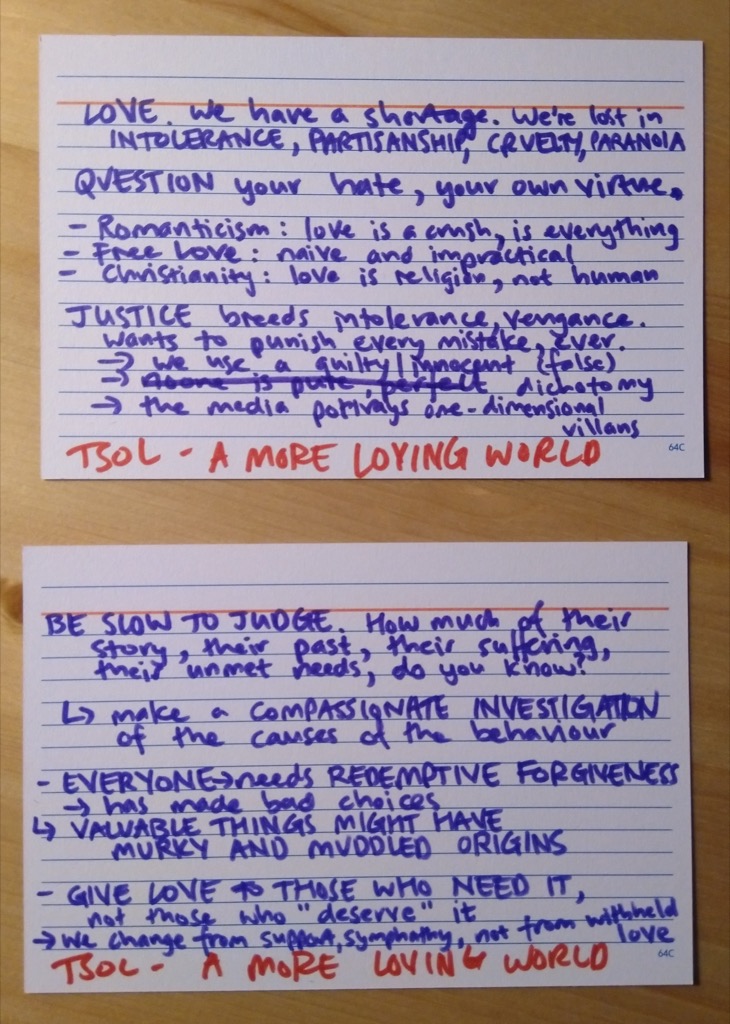 LOVE. We have a shortage. We're lost in
INTOLERANCE, PARTISANSHIP, CRUELTY, PARANOIA
QUESTION your hate, your own virtue.
- Romanticism: love is a crush, is everything
- Free Love: naive and impractical
- Christianity: love is religion, not human
JUSTICE breeds intolerance, vengance.
wants to punish every mistake, ever.
→ we use a guilty/innocent (false)
→ Noone is pure, perfect dichotomy
→ the media portrays one-dimensional
villans
64C
TSOL - A MORE LOVING WORLD
BE SLOW TO JUDGE. How much of their
story, their past, their suffering,
their unmet needs, do you know?
↳ make a COMPASSIONATE INVESTIGATION
of the causes of the behaviour
- EVERYONE→needs REDEMPTIVE FORGIVENESS
→ has made bad choices
↳ VALUABLE THINGS MIGHT HAVE
MURKY AND MUDDLED ORIGINS
- GIVE LOVE TO THOSE WHO NEED IT,
not those who "deserve" it
→ We change from support, symphathy, not from withheld
love
64C
TSOL - A MORE LOVING WORLD